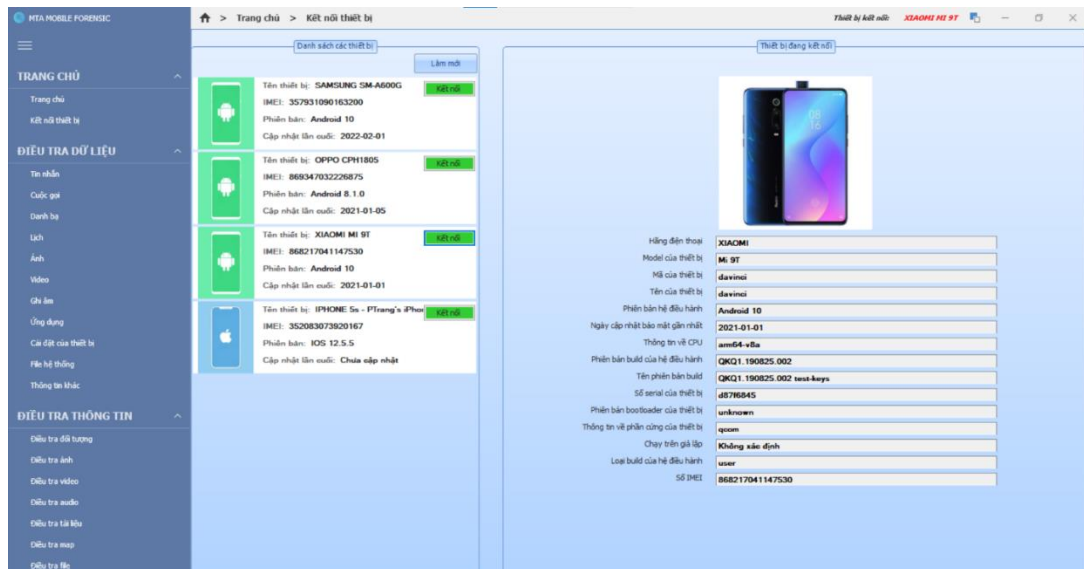 MTA MOBILE FORENSIC
> Trang chủ > Kết nối thiết bị
Thiết bị kết nối: XIAOMI MI 9T
TRANG CHỦ
Trang chủ
Kết nối thiết bị
ĐIỀU TRA DỮ LIỆU
Tin nhắn
Cuộc gọi
Danh bạ
Lịch
Ảnh
Video
Ghi âm
Ứng dụng
Cài đặt của thiết bị
File hệ thống
Thông tin khác
ĐIỀU TRA THÔNG TIN
Điều tra đối tượng
Điều tra ảnh
Điều tra video
Điều tra audio
Điều tra tài liệu
Điều tra map
Điều tra file
Danh sách các thiết bị
Làm mới
Tên thiết bị: SAMSUNG SM-A600G
Kết nối
IMEI: 357931090163200
Phiên bản: Android 10
Cập nhật lần cuối: 2022-02-01
Tên thiết bị: OPPO CPH1805
Kết nối
IMEI: 869347032226875
Phiên bản: Android 8.1.0
Cập nhật lần cuối: 2021-01-05
Tên thiết bị: XIAOMI MI 9T
Kết nối
IMEI: 868217041147530
Phiên bản: Android 10
Cập nhật lần cuối: 2021-01-01
Tên thiết bị: IPHONE 5s - PTrang's iPhon
Kết nối
IMEI: 352083073920167
Phiên bản: IOS 12.5.5
Cập nhật lần cuối: Chưa cập nhật
Thiết bị đang kết nối
Hãng điện thoại XIAOMI
Model của thiết bị Mi 9T
Mã của thiết bị davinci
Tên của thiết bị davinci
Phiên bản hệ điều hành Android 10
Ngày cập nhật bảo mật gần nhất 2021-01-01
Thông tin về CPU arm64-v8a
Phiên bản build của hệ điều hành QKQ1.190825.002
Tên phiên bản build QKQ1.190825.002 test-keys
Số serial của thiết bị d87f6845
Phiên bản bootloader của thiết bị unknown
Thông tin về phần cứng của thiết bị qcom
Chạy trên giả lập Không xác định
Loại build của hệ điều hành user
Số IMEI 868217041147530